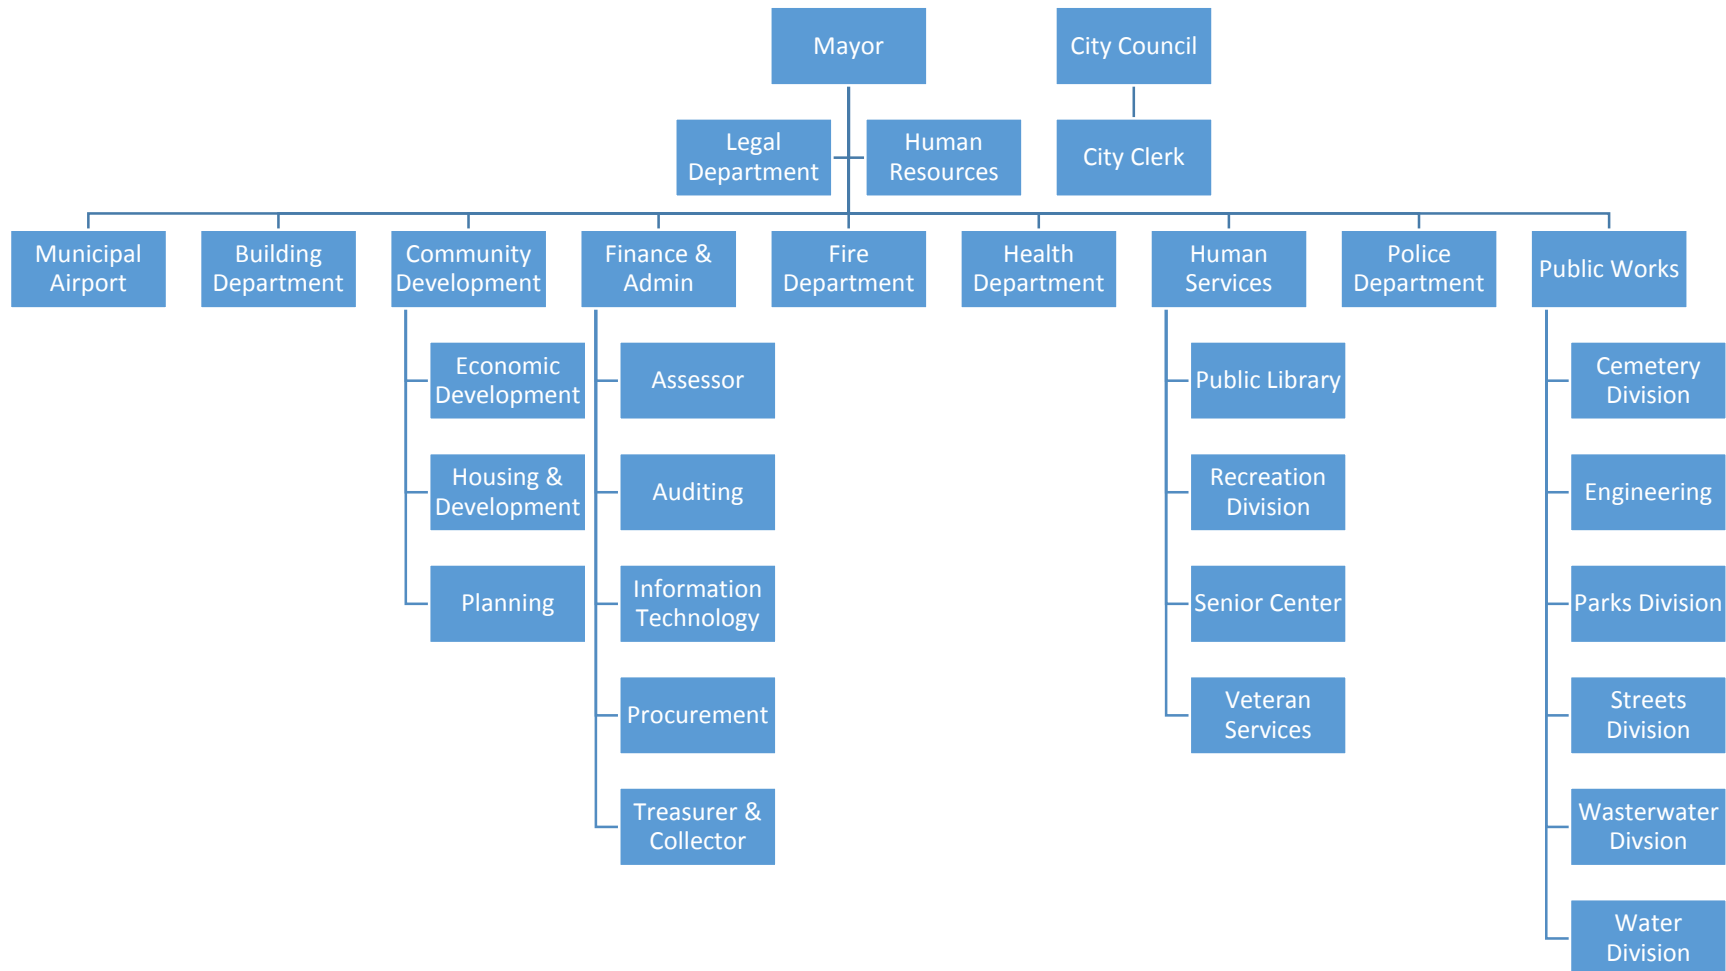 Mayor
City Council
Legal
Department
Human
Resources
City Clerk
Municipal
Airport
Building
Department
Community
Development
Finance &
Admin
Fire
Department
Health
Department
Human
Services
Police
Department
Public Works
Economic
Development
Housing &
Development
Planning
Assessor
Auditing
Information
Technology
Procurement
Treasurer &
Collector
Public Library
Recreation
Division
Senior Center
Veteran
Services
Cemetery
Division
Engineering
Parks Division
Streets
Division
Wasterwater
Divsion
Water
Division